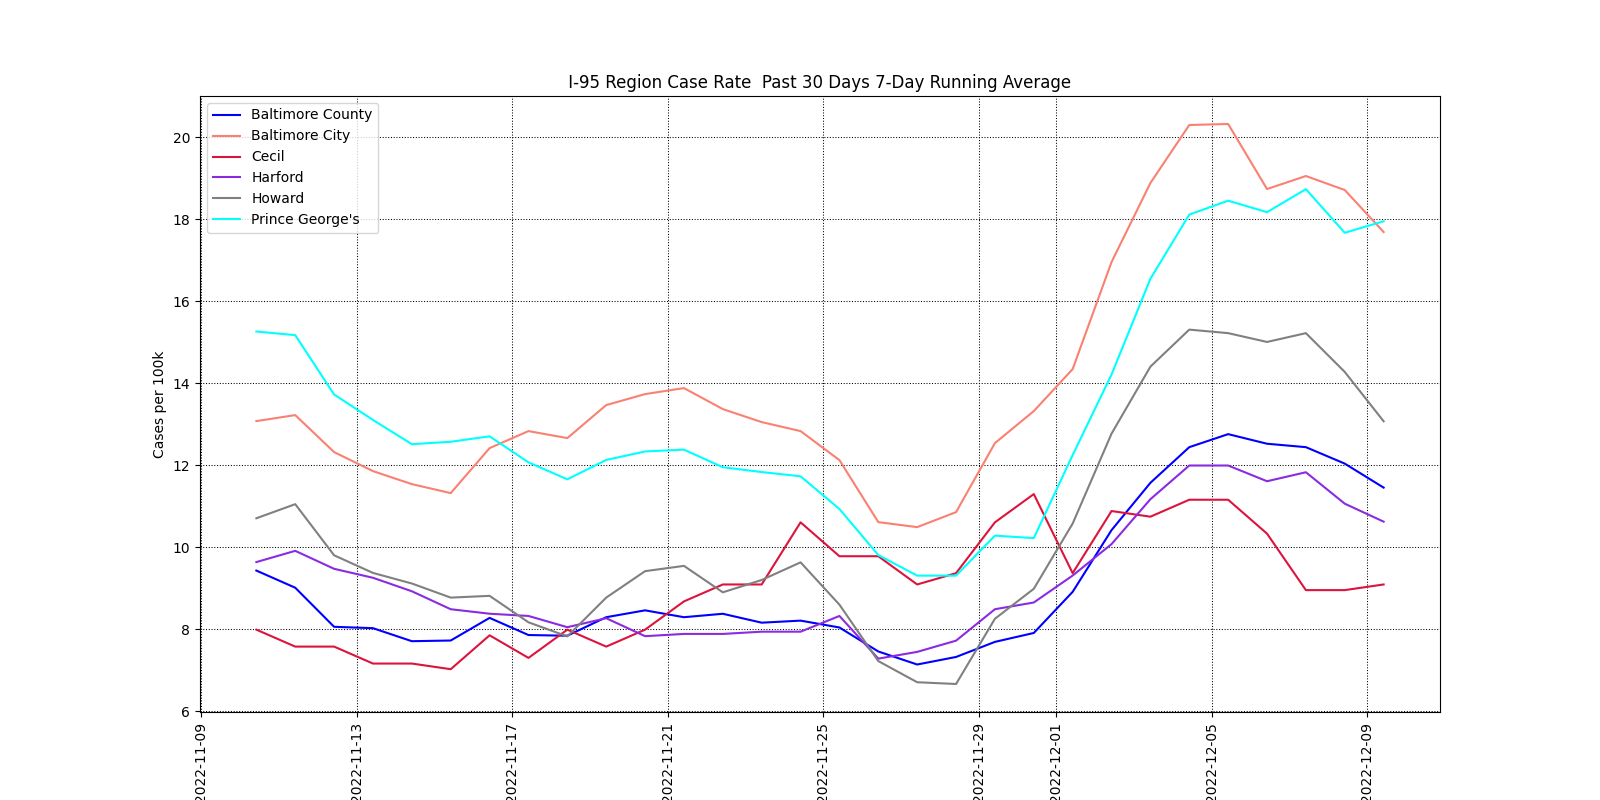 I-95 Region Case Rate  Past 30 Days 7-Day Running Average
Baltimore County
Baltimore City
Cecil
Harford
Howard
Prince George's
Cases per 100k
20
18
16
14
12
10
8
6
2022-11-09
2022-11-13
2022-11-17
2022-11-21
2022-11-25
2022-11-29
2022-12-01
2022-12-05
2022-12-09